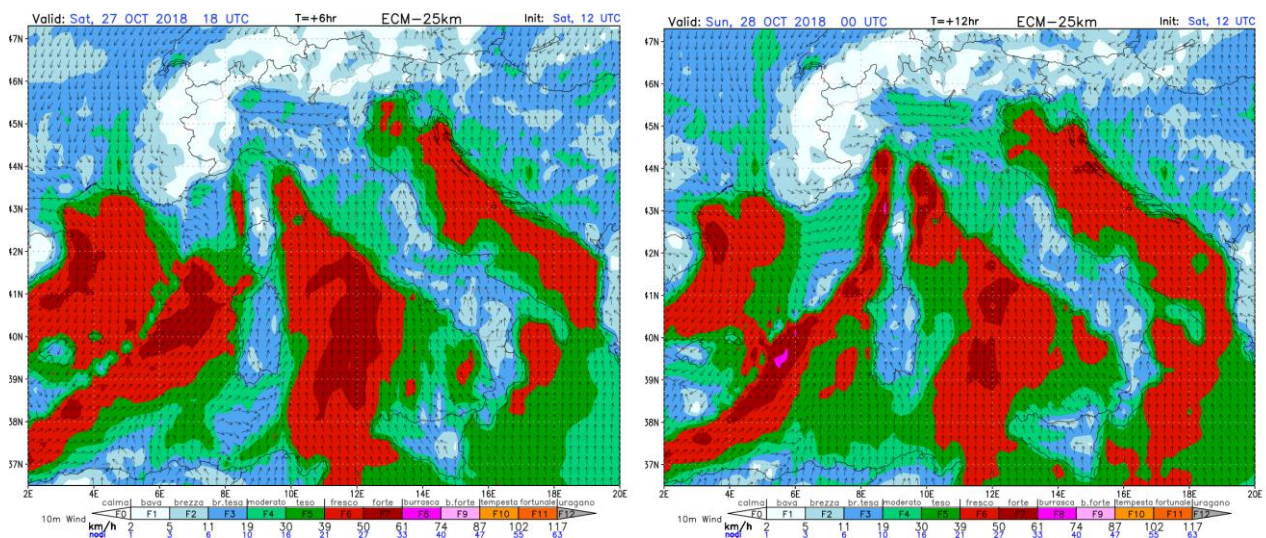 Valid: Sat, 27 OCT 2018 18 UTC T=+6hr ECM-25km Init: Sat, 12 UTC
47N
46N
45N
44N
43N
42N
41N
40N
39N
38N
37N
2E 4E 6E 8E 10E 12E 14E 16E 18E 20E
calma bava brezza br.tesa moderato teso fresco forte burrasca b.forte tempesta fortunale uragano
10m Wind F0 F1 F2 F3 F4 F5 F6 F7 F8 F9 F10 F11 F12
km/h 2 5 11 19 30 39 50 61 74 87 102 117
nodi 1 3 6 10 16 21 27 33 40 47 55 63
Valid: Sun, 28 OCT 2018 00 UTC T=+12hr ECM-25km Init: Sat, 12 UTC
47N
46N
45N
44N
43N
42N
41N
40N
39N
38N
37N
2E 4E 6E 8E 10E 12E 14E 16E 18E 20E
calma bava brezza br.tesa moderato teso fresco forte burrasca b.forte tempesta fortunale uragano
10m Wind F0 F1 F2 F3 F4 F5 F6 F7 F8 F9 F10 F11 F12
km/h 2 5 11 19 30 39 50 61 74 87 102 117
nodi 1 3 6 10 16 21 27 33 40 47 55 63